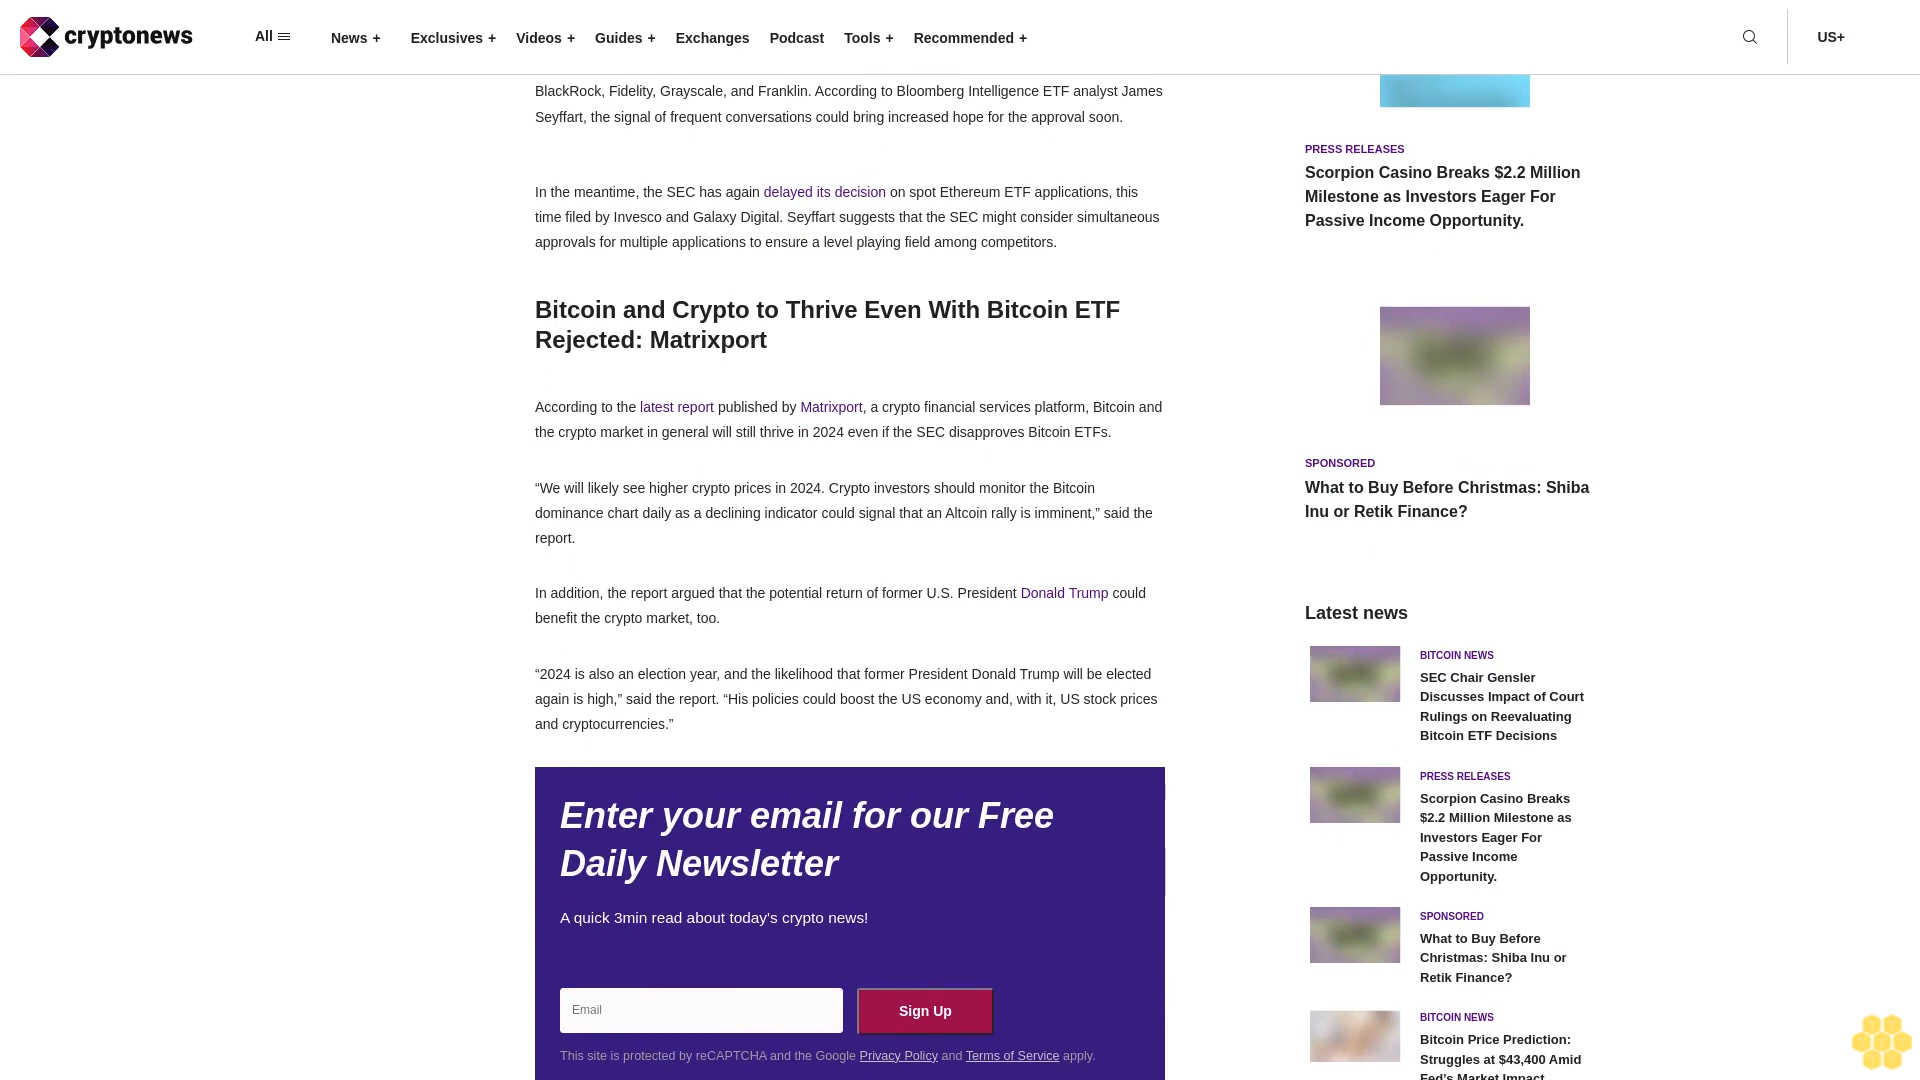 cryptonews
All
News +
Exclusives +
Videos +
Guides +
Exchanges
Podcast
Tools +
Recommended +
US+
BlackRock, Fidelity, Grayscale, and Franklin. According to Bloomberg Intelligence ETF analyst James
Seyffart, the signal of frequent conversations could bring increased hope for the approval soon.
In the meantime, the SEC has again delayed its decision on spot Ethereum ETF applications, this
time filed by Invesco and Galaxy Digital. Seyffart suggests that the SEC might consider simultaneous
approvals for multiple applications to ensure a level playing field among competitors.
Bitcoin and Crypto to Thrive Even With Bitcoin ETF
Rejected: Matrixport
According to the latest report published by Matrixport, a crypto financial services platform, Bitcoin and
the crypto market in general will still thrive in 2024 even if the SEC disapproves Bitcoin ETFs.
“We will likely see higher crypto prices in 2024. Crypto investors should monitor the Bitcoin
dominance chart daily as a declining indicator could signal that an Altcoin rally is imminent,” said the
report.
In addition, the report argued that the potential return of former U.S. President Donald Trump could
benefit the crypto market, too.
“2024 is also an election year, and the likelihood that former President Donald Trump will be elected
again is high,” said the report. “His policies could boost the US economy and, with it, US stock prices
and cryptocurrencies.”
Enter your email for our Free
Daily Newsletter
A quick 3min read about today's crypto news!
Email
Sign Up
This site is protected by reCAPTCHA and the Google Privacy Policy and Terms of Service apply.
PRESS RELEASES
Scorpion Casino Breaks $2.2 Million
Milestone as Investors Eager For
Passive Income Opportunity.
SPONSORED
What to Buy Before Christmas: Shiba
Inu or Retik Finance?
Latest news
BITCOIN NEWS
SEC Chair Gensler
Discusses Impact of Court
Rulings on Reevaluating
Bitcoin ETF Decisions
PRESS RELEASES
Scorpion Casino Breaks
$2.2 Million Milestone as
Investors Eager For
Passive Income
Opportunity.
SPONSORED
What to Buy Before
Christmas: Shiba Inu or
Retik Finance?
BITCOIN NEWS
Bitcoin Price Prediction:
Struggles at $43,400 Amid
Fed's Market Impact